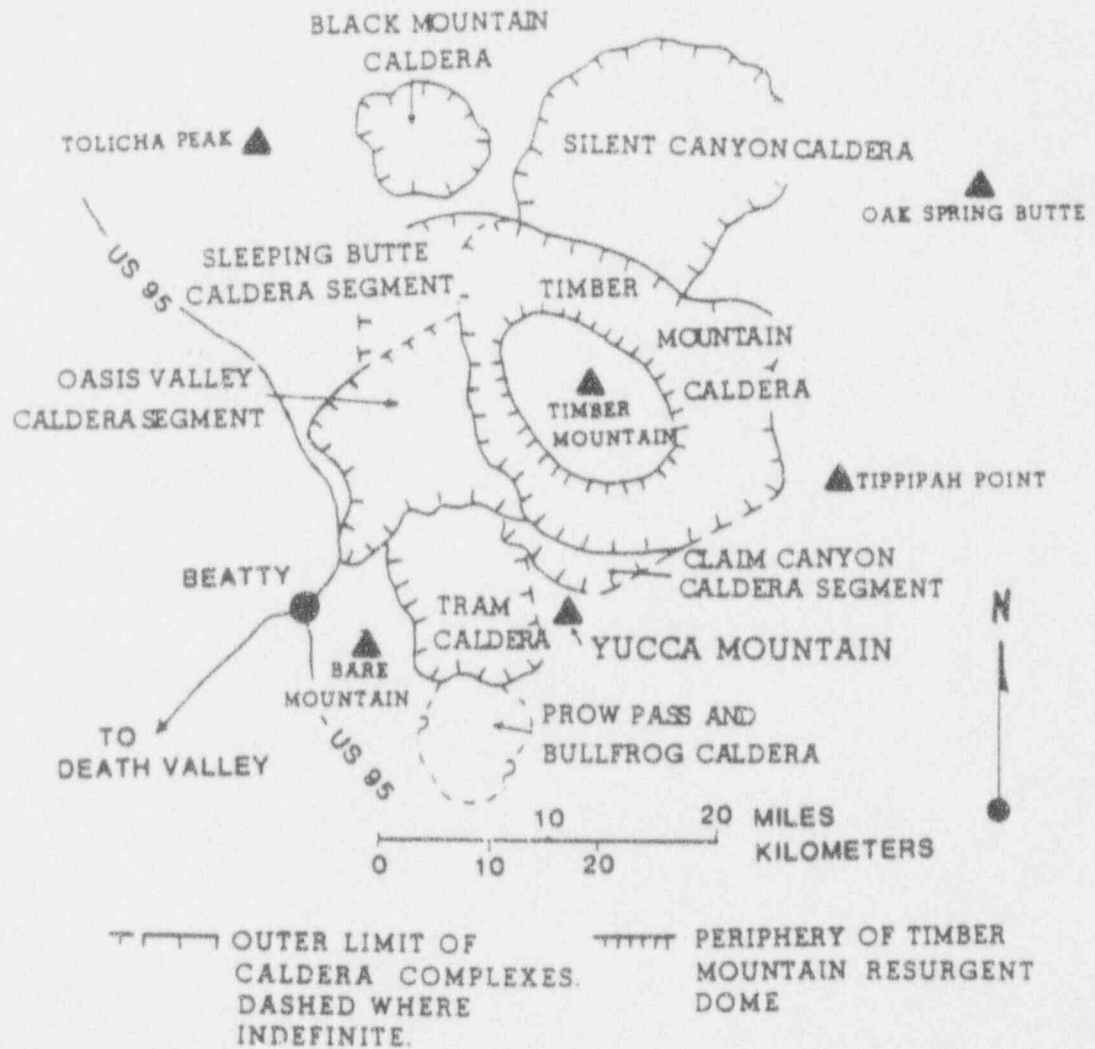 BLACK MOUNTAIN
CALDERA
TOLICHA PEAK
SILENT CANYON CALDERA
OAK SPRING BUTTE
US 95
SLEEPING BUTTE
CALDERA SEGMENT
TIMBER
MOUNTAIN
CALDERA
OASIS VALLEY
CALDERA SEGMENT
TIMBER
MOUNTAIN
TIPPIPAH POINT
BEATTY
CLAIM CANYON
CALDERA SEGMENT
N
TRAM
CALDERA
YUCCA MOUNTAIN
BARE
MOUNTAIN
PROW PASS AND
BULLFROG CALDERA
TO
DEATH VALLEY
US 95
10 20 MILES
KILOMETERS
0 10 20
OUTER LIMIT OF
CALDERA COMPLEXES.
DASHED WHERE
INDEFINITE.
PERIPHERY OF TIMBER
MOUNTAIN RESURGENT
DOME